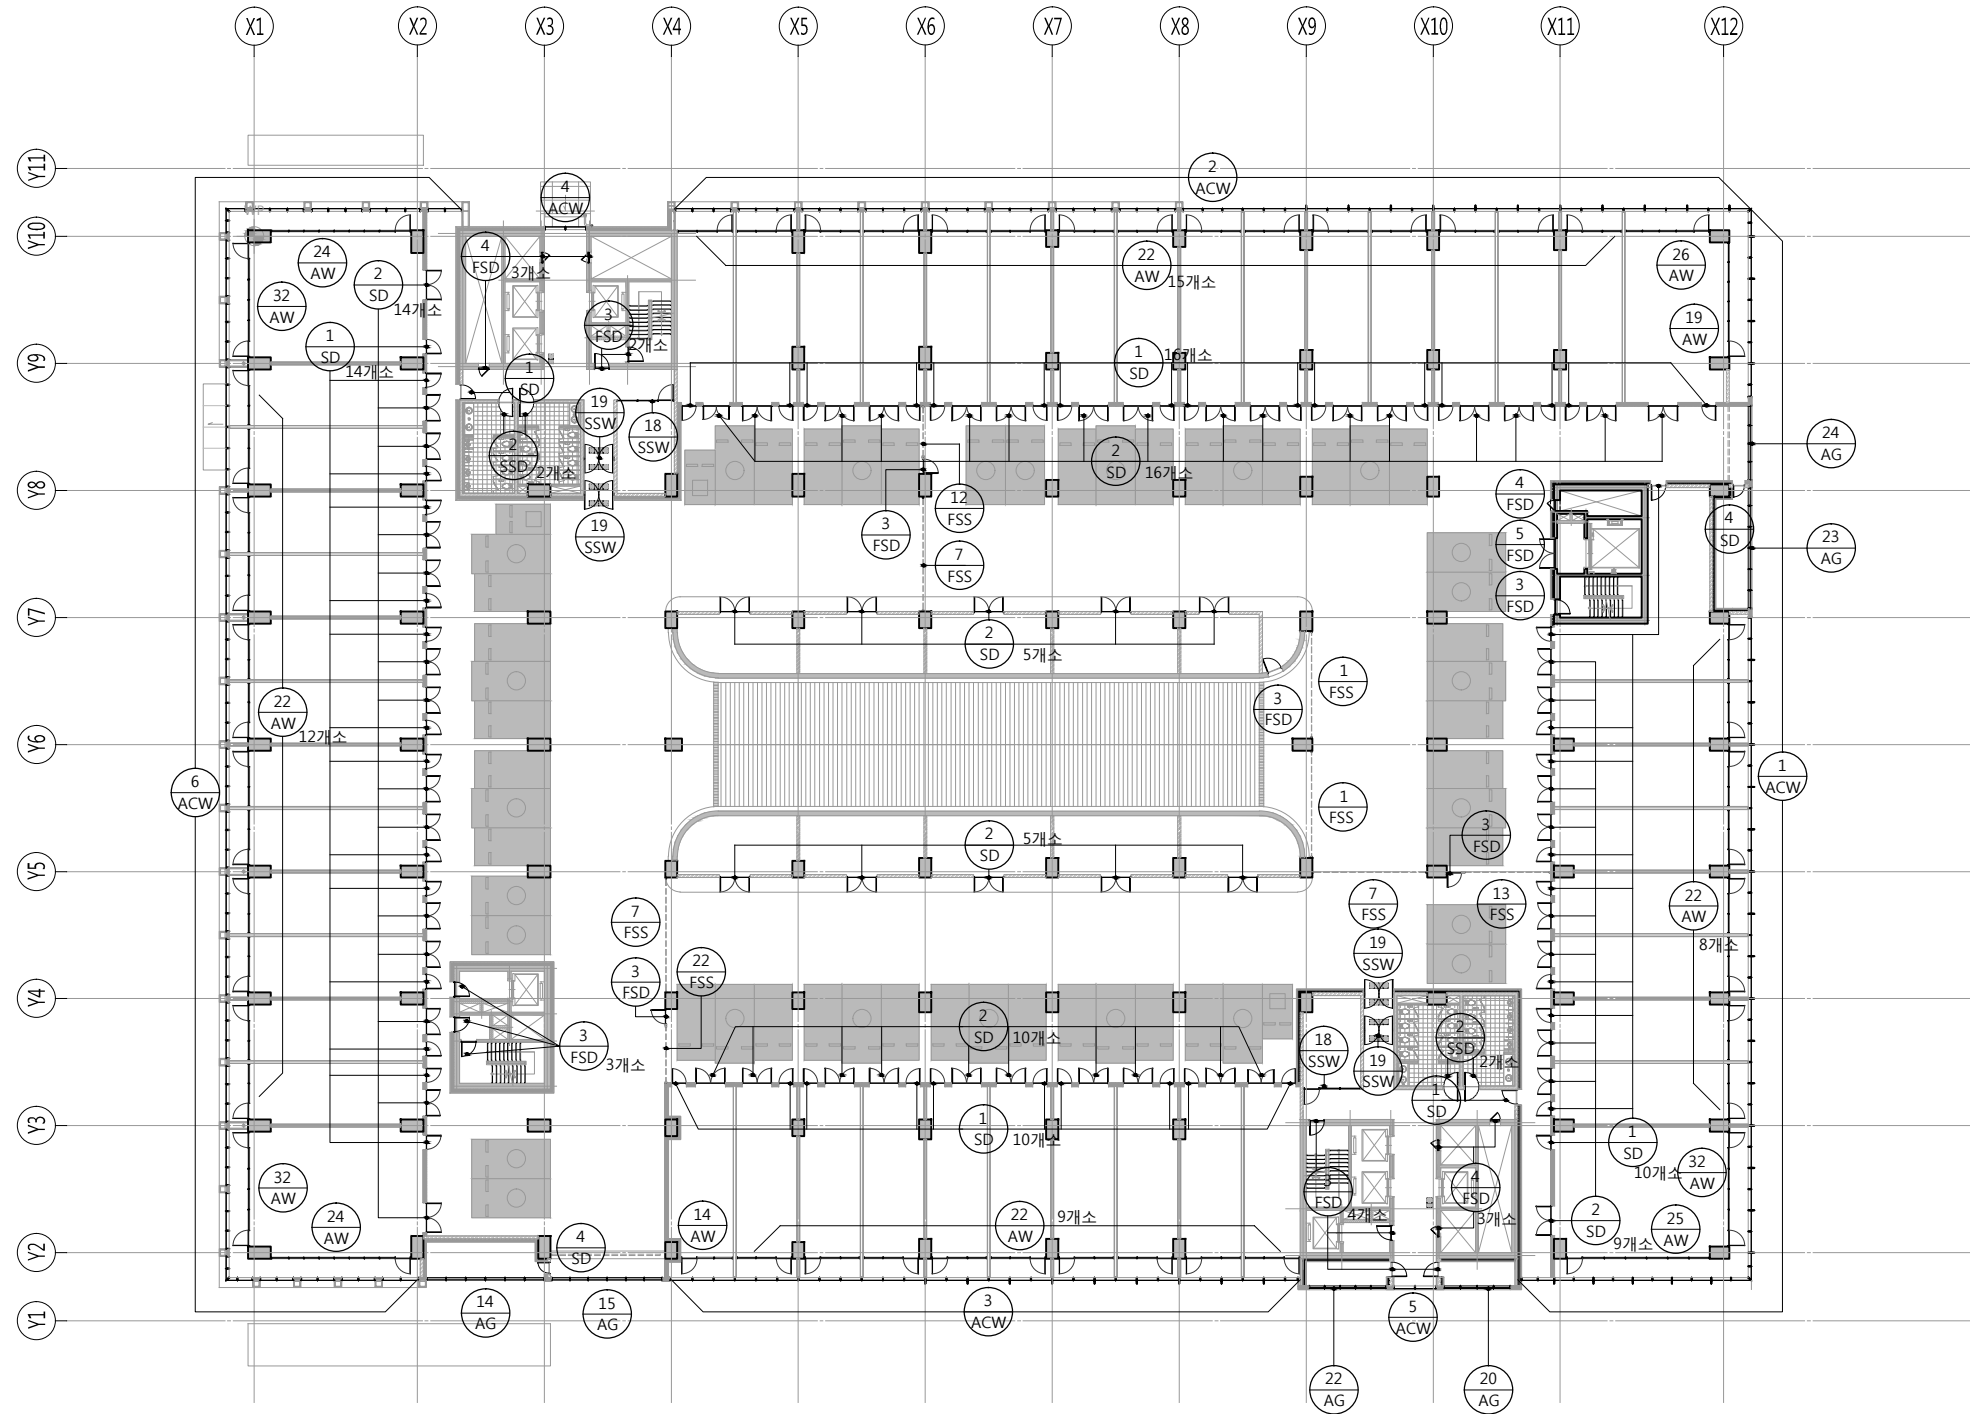 X1
X2
X3
X4
X5
X6
X7
X8
X9
X10
X11
X12
Y11
2
ACW
4
ACW
Y10
24
AW
4
FSD
3개소
22
AW
15개소
26
AW
2
SD
14개소
32
AW
3
FSD
2개소
19
AW
1
SD
14개소
Y9
1
SD
16개소
1
SD
19
SSW
18
SSW
24
AG
2
SSD
2개소
2
SD
16개소
Y8
4
FSD
12
FSS
3
FSD
19
SSW
4
SD
5
FSD
23
AG
7
FSS
3
FSD
Y7
2
SD
5개소
1
FSS
3
FSD
22
AW
12개소
Y6
6
ACW
1
ACW
1
FSS
2
SD
5개소
3
FSD
Y5
7
FSS
7
FSS
13
FSS
22
AW
8개소
19
SSW
3
FSD
22
FSS
Y4
2
SD
10개소
3
FSD
3개소
18
SSW
19
SSW
2
SSD
2개소
1
SD
Y3
1
SD
10개소
1
SD
10개소
32
AW
32
AW
3
FSD
4개소
4
FSD
3개소
24
AW
14
AW
22
AW
9개소
2
SD
9개소
25
AW
Y2
4
SD
14
AG
15
AG
3
ACW
5
ACW
Y1
22
AG
20
AG